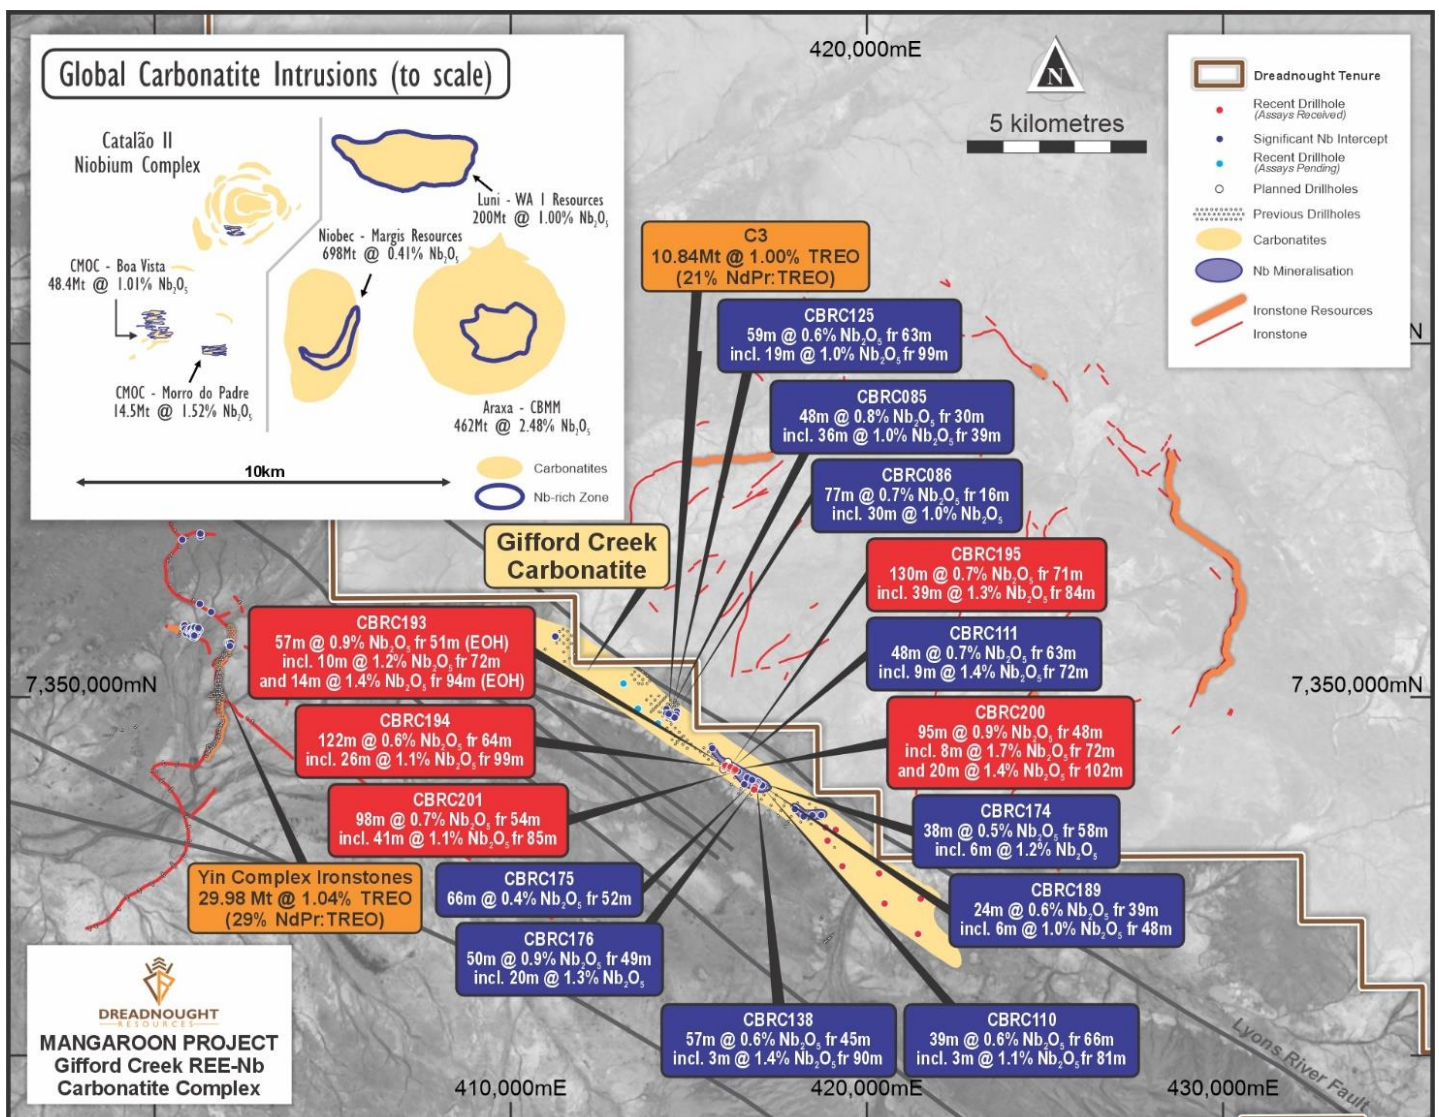 Global Carbonatite Intrusions (to scale)
Catalão II
Niobium Complex
Luni - WA 1 Resources
200Mt @ 1.00% Nb₂O₅
Niobec - Margis Resources
698Mt @ 0.41% Nb₂O₅
CMOC - Boa Vista
48.4Mt @ 1.01% Nb₂O₅
CMOC - Morro do Padre
14.5Mt @ 1.52% Nb₂O₅
Araxa - CBMM
462Mt @ 2.48% Nb₂O₅
10km
Carbonatites
Nb-rich Zone
420,000mE
N
5 kilometres
Dreadnought Tenure
Recent Drillhole
(Assays Received)
Significant Nb Intercept
Recent Drillhole
(Assays Pending)
Planned Drillholes
Previous Drillholes
Carbonatites
Nb Mineralisation
Ironstone Resources
Ironstone
N
C3
10.84Mt @ 1.00% TREO
(21% NdPr:TREO)
CBRC125
59m @ 0.6% Nb₂O₅ fr 63m
incl. 19m @ 1.0% Nb₂O₅ fr 99m
CBRC085
48m @ 0.8% Nb₂O₅ fr 30m
incl. 36m @ 1.0% Nb₂O₅ fr 39m
CBRC086
77m @ 0.7% Nb₂O₅ fr 16m
incl. 30m @ 1.0% Nb₂O₅
Gifford Creek
Carbonatite
CBRC195
130m @ 0.7% Nb₂O₅ fr 71m
incl. 39m @ 1.3% Nb₂O₅ fr 84m
CBRC193
57m @ 0.9% Nb₂O₅ fr 51m (EOH)
incl. 10m @ 1.2% Nb₂O₅ fr 72m
and 14m @ 1.4% Nb₂O₅ fr 94m (EOH)
CBRC111
48m @ 0.7% Nb₂O₅ fr 63m
incl. 9m @ 1.4% Nb₂O₅ fr 72m
7,350,000mN
7,350,000mN
CBRC194
122m @ 0.6% Nb₂O₅ fr 64m
incl. 26m @ 1.1% Nb₂O₅ fr 99m
CBRC200
95m @ 0.9% Nb₂O₅ fr 48m
incl. 8m @ 1.7% Nb₂O₅ fr 72m
and 20m @ 1.4% Nb₂O₅ fr 102m
CBRC201
98m @ 0.7% Nb₂O₅ fr 54m
incl. 41m @ 1.1% Nb₂O₅ fr 85m
CBRC174
38m @ 0.5% Nb₂O₅ fr 58m
incl. 6m @ 1.2% Nb₂O₅
Yin Complex Ironstones
29.98 Mt @ 1.04% TREO
(29% NdPr:TREO)
CBRC175
66m @ 0.4% Nb₂O₅ fr 52m
CBRC189
24m @ 0.6% Nb₂O₅ fr 39m
incl. 6m @ 1.0% Nb₂O₅ fr 48m
CBRC176
50m @ 0.9% Nb₂O₅ fr 49m
incl. 20m @ 1.3% Nb₂O₅
CBRC138
57m @ 0.6% Nb₂O₅ fr 45m
incl. 3m @ 1.4% Nb₂O₅ fr 90m
CBRC110
39m @ 0.6% Nb₂O₅ fr 66m
incl. 3m @ 1.1% Nb₂O₅ fr 81m
DREADNOUGHT
RESOURCES
MANGAROON PROJECT
Gifford Creek REE-Nb
Carbonatite Complex
Lyons River Fault
410,000mE
420,000mE
430,000mE